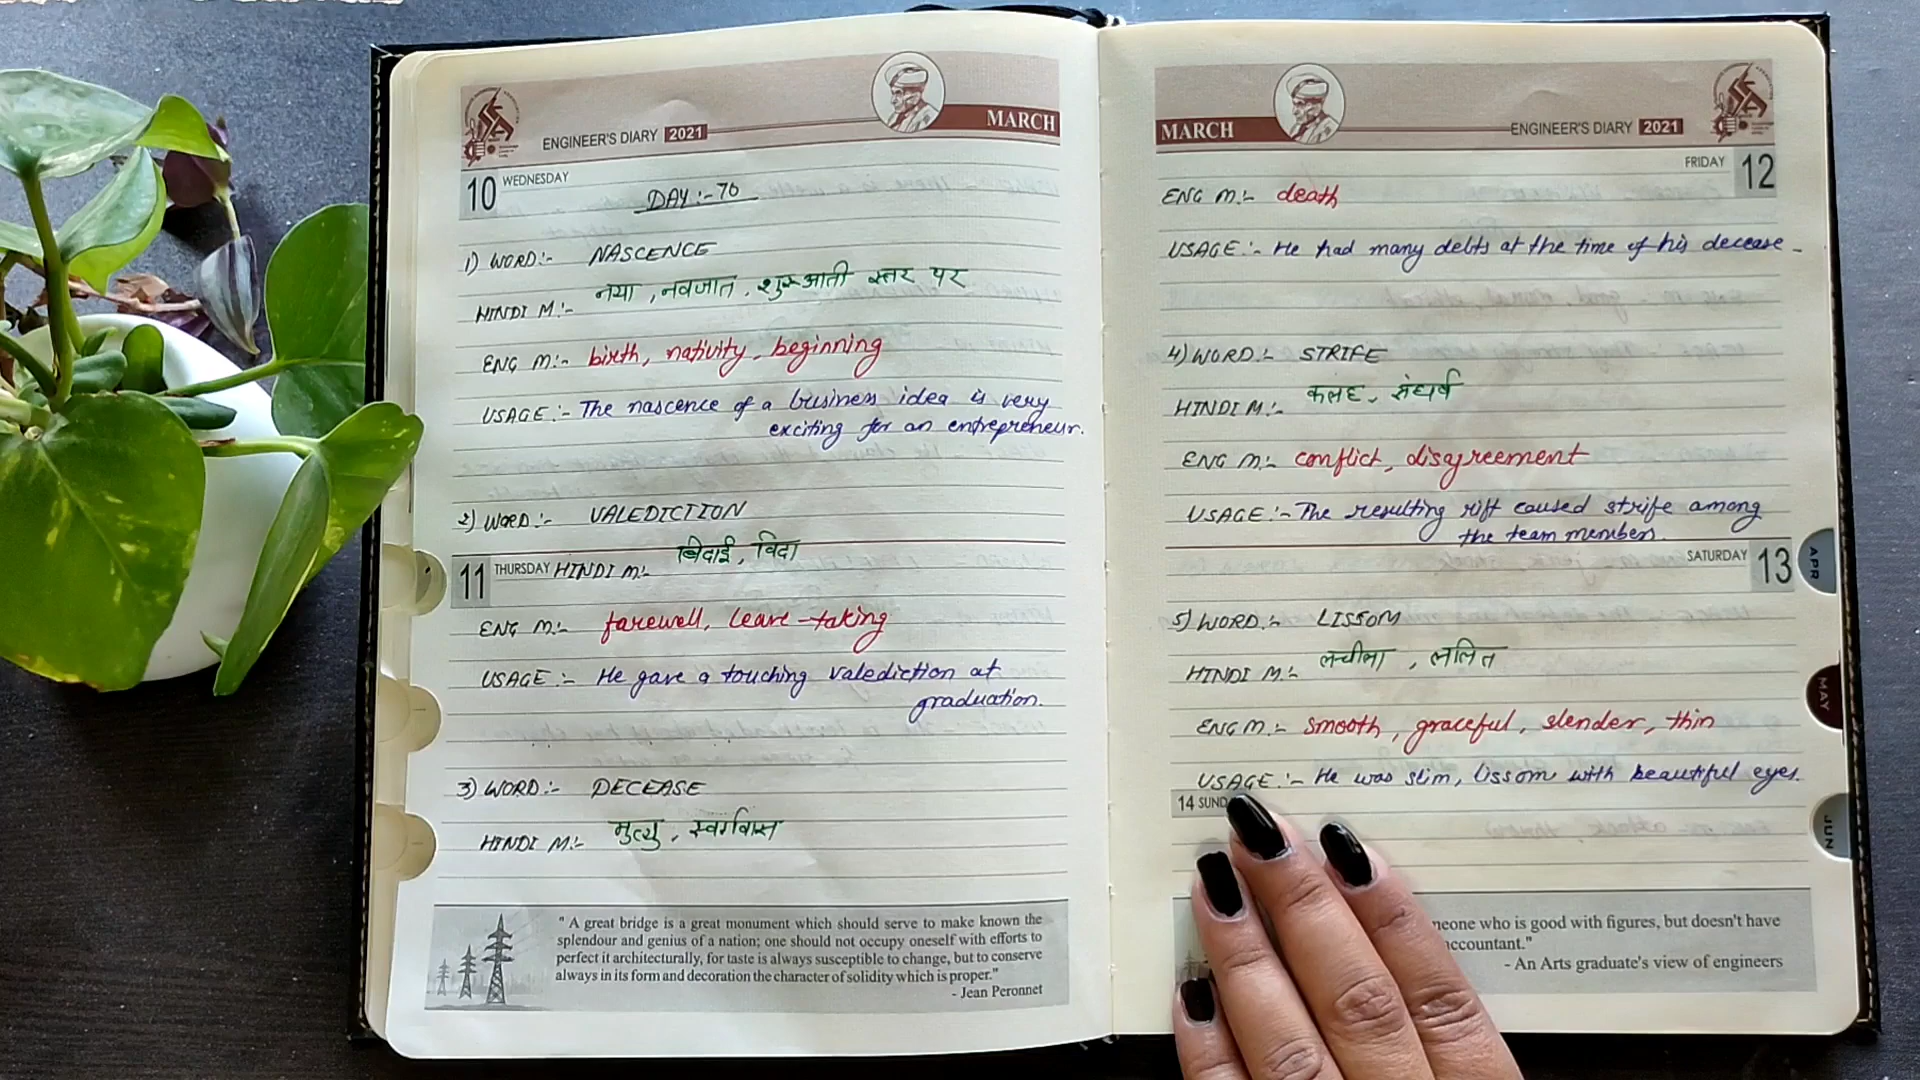 ENGINEER'S DIARY 2021
MARCH
10 WEDNESDAY
DAY :- 70
1) WORD:- NASCENCE
HINDI M:- नया, नवजात, शुरुआती स्तर पर
ENG M:- birth, nativity, beginning
USAGE:- The nascence of a business idea is very
exciting for an entrepreneur.
2) WORD:- VALEDICTION
11 THURSDAY HINDI M:- विदाई, विदा
ENG M:- farewell, leave-taking
USAGE:- He gave a touching valediction at
graduation.
3) WORD:- DECEASE
HINDI M:- मृत्यु, स्वर्गवास
" A great bridge is a great monument which should serve to make known the
splendour and genius of a nation; one should not occupy oneself with efforts to
perfect it architecturally, for taste is always susceptible to change, but to conserve
always in its form and decoration the character of solidity which is proper."
- Jean Peronnet
MARCH
ENGINEER'S DIARY 2021
FRIDAY 12
ENG M:- death
USAGE:- He had many debts at the time of his decease-
4) WORD:- STRIFE
HINDI M:- कलह, संघर्ष
ENG M:- conflict, disagreement
USAGE:- The resulting rift caused strife among
the team members.
SATURDAY 13
5) WORD:- LISSOM
HINDI M:- लचीला, ललित
ENG M:- smooth, graceful, slender, thin
USAGE:- He was slim, lissom with beautiful eyes.
14 SUND
neone who is good with figures, but doesn't have
accountant."
- An Arts graduate's view of engineers
APR
MAY
JUN